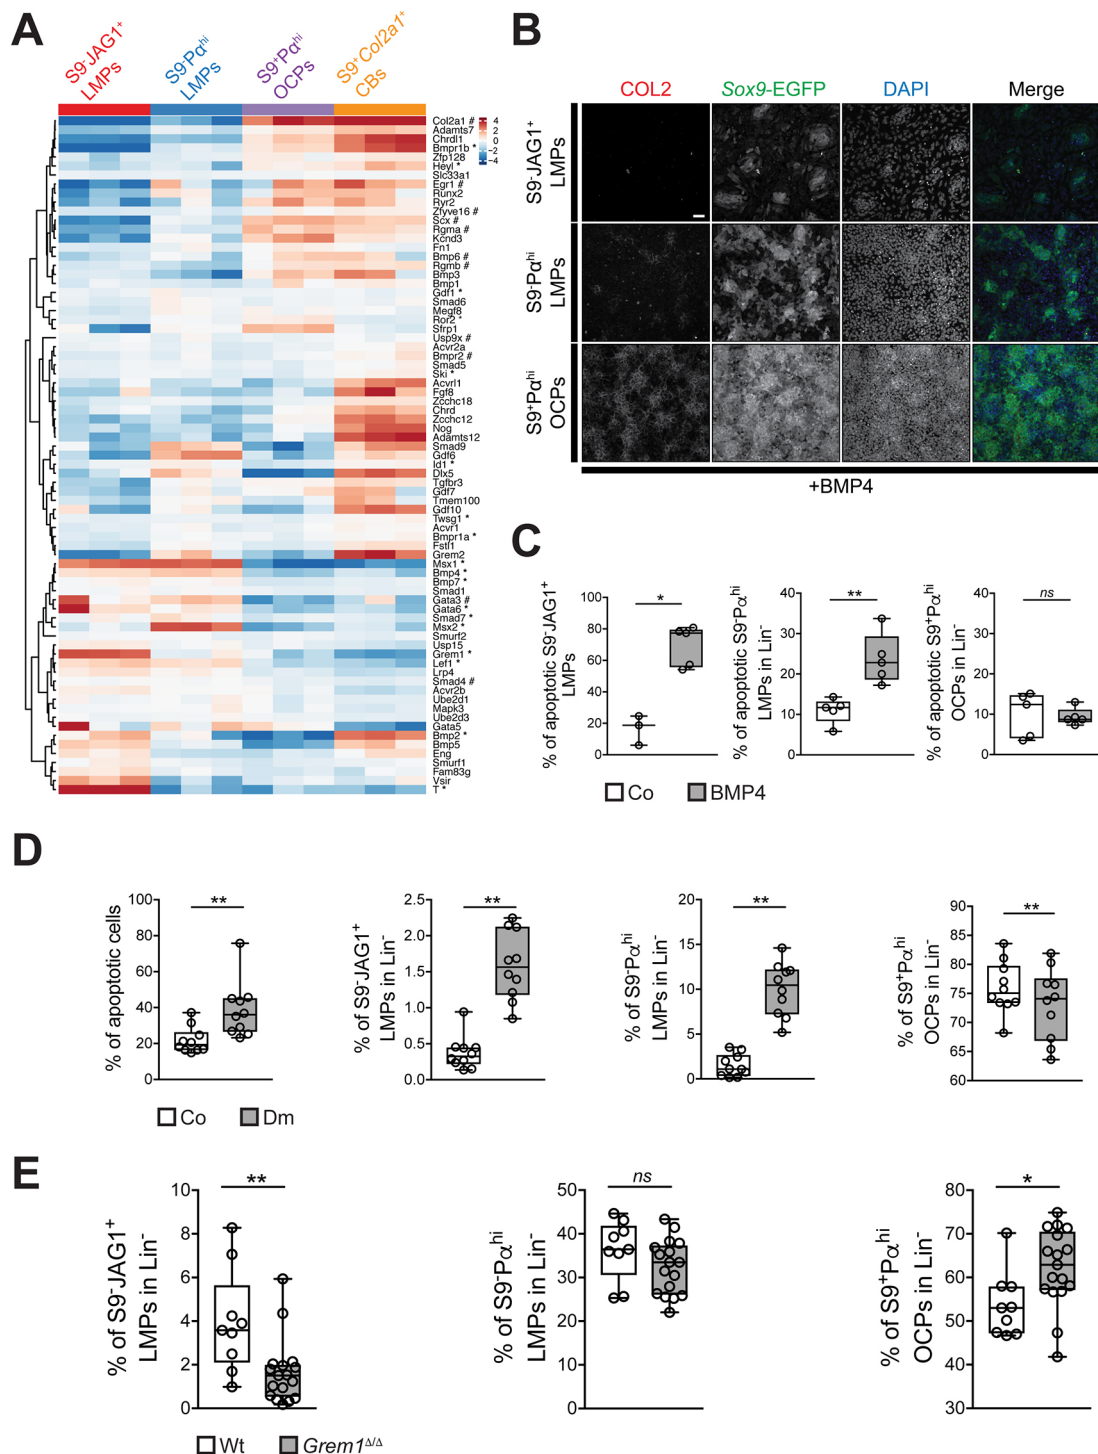 A
S9-JAG1+
LMPs
S9-Pαhi
LMPs
S9+Pαhi
OCPs
S9+Col2a1+
CBs
Col2a1 #
Adamts7
Chrdl1
Bmpr1b *
Zfp128
Heyl *
Slc33a1
Egr1 #
Runx2
Ryr2
Zfyve16 #
Scx #
Rgma #
Kcnd3
Fn1
Bmp6 #
Rgmb #
Bmp3
Bmp1
Gdf1 *
Smad6
Megf8
Ror2 *
Sfrp1
Usp9x #
Acvr2a
Bmpr2 #
Smad5
Ski *
Acvrl1
Fgf8
Zcchc18
Chrd
Zcchc12
Nog
Adamts12
Smad9
Gdf6
Id1 *
Dlx5
Tgfbr3
Gdf7
Tmem100
Gdf10
Twsg1 *
Acvr1
Bmpr1a *
Fstl1
Grem2
Msx1 *
Bmp4 *
Bmp7 *
Smad1
Gata3 #
Gata6 *
Smad7 *
Msx2 *
Smurf2
Usp15
Grem1 *
Lef1 *
Lrp4
Smad4 #
Acvr2b
Ube2d1
Mapk3
Ube2d3
Gata5
Bmp2 *
Bmp5
Eng
Smurf1
Fam83g
Vsir
T *
4
2
0
−2
−4
B
COL2
Sox9-EGFP
DAPI
Merge
S9-JAG1+
LMPs
S9-Pαhi
LMPs
S9+Pαhi
OCPs
+BMP4
C
% of apoptotic S9-JAG1+
LMPs
100
80
60
40
20
0
*
% of apoptotic S9-Pαhi
LMPs in Lin-
40
30
20
10
0
**
% of apoptotic S9+Pαhi
OCPs in Lin-
40
30
20
10
0
ns
Co
BMP4
D
% of apoptotic cells
100
80
60
40
20
0
**
% of S9-JAG1+
LMPs in Lin-
2.5
2.0
1.5
1.0
0.5
0.0
**
% of S9-Pαhi
LMPs in Lin-
20
15
10
5
0
**
% of S9+Pαhi
OCPs in Lin-
90
85
80
75
70
65
60
**
Co
Dm
E
% of S9-JAG1+
LMPs in Lin-
10
8
6
4
2
0
**
% of S9-Pαhi
LMPs in Lin-
50
40
30
20
10
0
ns
% of S9+Pαhi
OCPs in Lin-
80
70
60
50
40
30
*
Wt
Grem1Δ/Δ